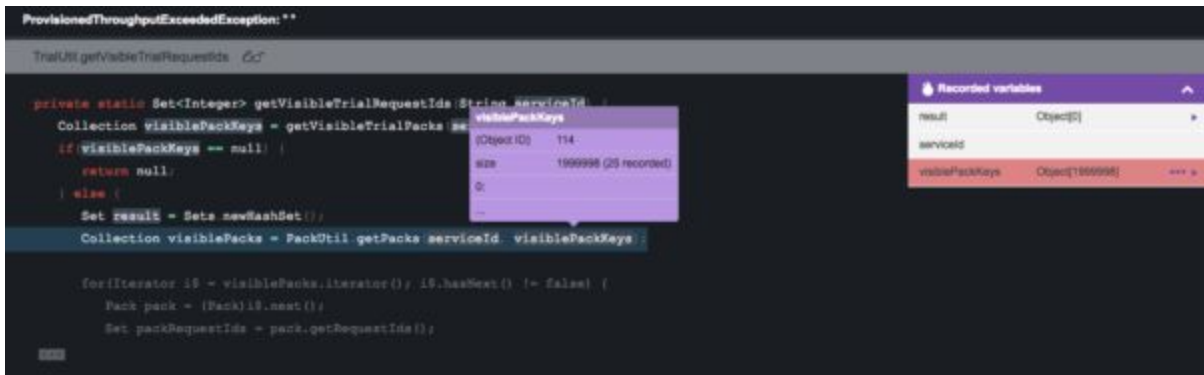 ProvisionedThroughputExceededException: ""
TrialUtil.getVisibleTrialRequestIds
private static Set<Integer> getVisibleTrialRequestIds(String serviceId) {
Collection visiblePackKeys = getVisibleTrialPacks(se
if(visiblePackKeys == null) {
return null;
} else {
Set result = Sets.newHashSet();
Collection visiblePacks = PackUtil.getPacks(serviceId, visiblePackKeys);
for(Iterator i$ = visiblePacks.iterator(); i$.hasNext() != false) {
Pack pack = (Pack)i$.next();
Set packRequestIds = pack.getRequestIds();
...
visiblePackKeys
(Object ID) 114
size 1999998 (25 recorded)
0:
...
Recorded variables
result Object[0]
serviceId
visiblePackKeys Object[1999998]